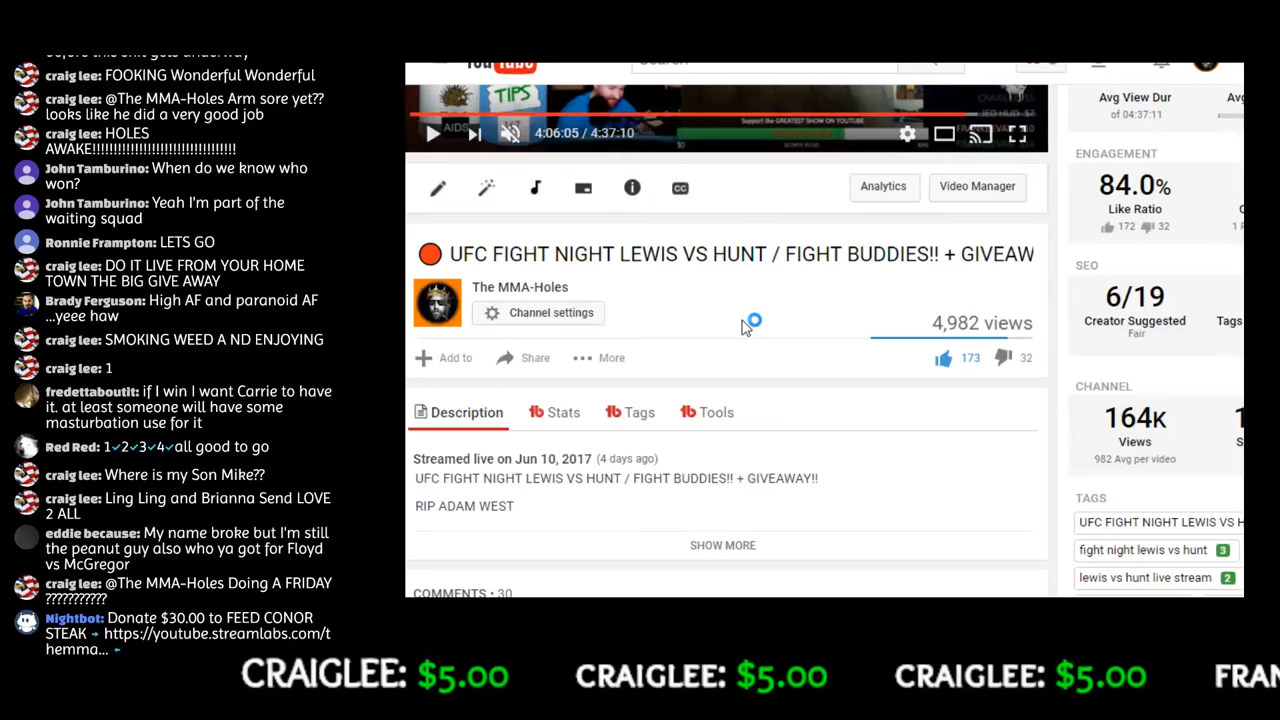 craig lee: FOOKING Wonderful Wonderful
craig lee: @The MMA-Holes Arm sore yet??
looks like he did a very good job
craig lee: HOLES
AWAKE!!!!!!!!!!!!!!!!!!!!!!!!!!!!!!!!!!
John Tamburino: When do we know who
won?
John Tamburino: Yeah I'm part of the
waiting squad
Ronnie Frampton: LETS GO
craig lee: DO IT LIVE FROM YOUR HOME
TOWN THE BIG GIVE AWAY
Brady Ferguson: High AF and paranoid AF
...yeee haw
craig lee: SMOKING WEED A ND ENJOYING
craig lee: 1
fredettaboutit: if I win I want Carrie to have
it. at least someone will have some
masturbation use for it
Red Red: 1✓2✓3✓4✓all good to go
craig lee: Where is my Son Mike??
craig lee: Ling Ling and Brianna Send LOVE
2 ALL
eddie because: My name broke but I'm still
the peanut guy also who ya got for Floyd
vs McGregor
craig lee: @The MMA-Holes Doing A FRIDAY
???????????
Nightbot: Donate $30.00 to FEED CONOR
STEAK → https://youtube.streamlabs.com/t
hemma... ←
YouTube
Search
TIPS
AIDS
Support the GREATEST SHOW ON YOUTUBE
$0
4:06:05 / 4:37:10
Analytics
Video Manager
UFC FIGHT NIGHT LEWIS VS HUNT / FIGHT BUDDIES!! + GIVEAW
The MMA-Holes
Channel settings
4,982 views
Add to
Share
More
173
32
Description
Stats
Tags
Tools
Streamed live on Jun 10, 2017 (4 days ago)
UFC FIGHT NIGHT LEWIS VS HUNT / FIGHT BUDDIES!! + GIVEAWAY!!
RIP ADAM WEST
SHOW MORE
COMMENTS • 30
Avg View Dur
of 04:37:11
ENGAGEMENT
84.0%
Like Ratio
172 32
SEO
6/19
Creator Suggested
Fair
Tags
CHANNEL
164K
Views
982 Avg per video
TAGS
UFC FIGHT NIGHT LEWIS VS H
fight night lewis vs hunt 3
lewis vs hunt live stream 2
CRAIGLEE: $5.00 CRAIGLEE: $5.00 CRAIGLEE: $5.00 FRAN